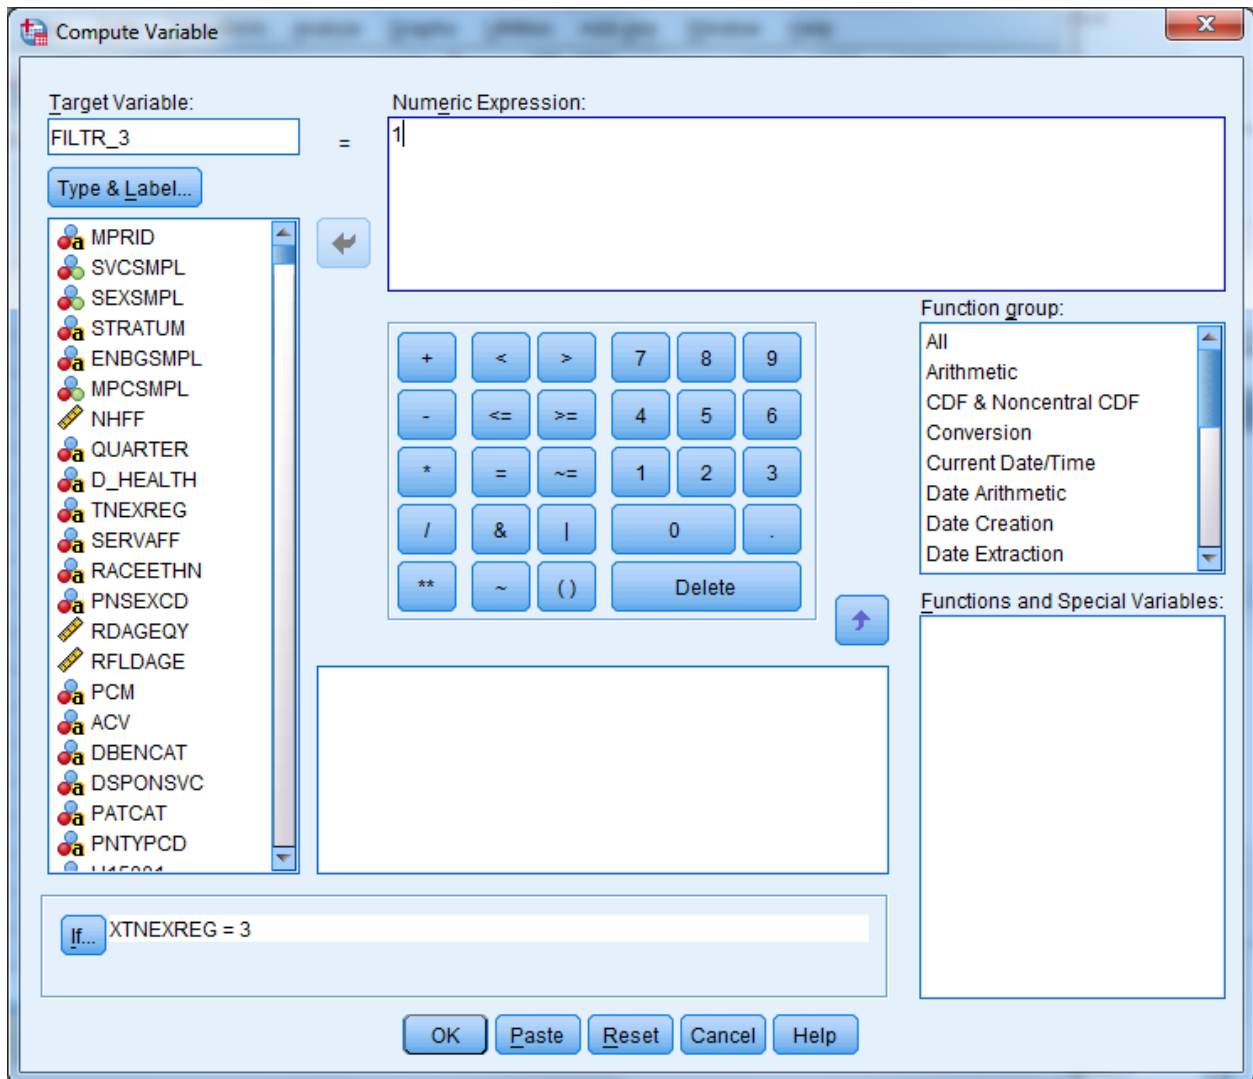 Compute Variable
Target Variable:
FILTR_3
=
Numeric Expression:
1
Type & Label...
MPRID
SVCSMPL
SEXSMPL
STRATUM
ENBGSMPL
MPCSMPL
NHFF
QUARTER
D_HEALTH
TNEXREG
SERVAFF
RACEETHN
PNSEXCD
RDAGEQY
RFLDAGE
PCM
ACV
DBENCAT
DSPONSVC
PATCAT
PNTYPCD
+ < > 7 8 9
- <= >= 4 5 6
* = ~= 1 2 3
/ & | 0 .
** ~ ( ) Delete
Function group:
All
Arithmetic
CDF & Noncentral CDF
Conversion
Current Date/Time
Date Arithmetic
Date Creation
Date Extraction
Functions and Special Variables:
If... XTNEXREG = 3
OK Paste Reset Cancel Help